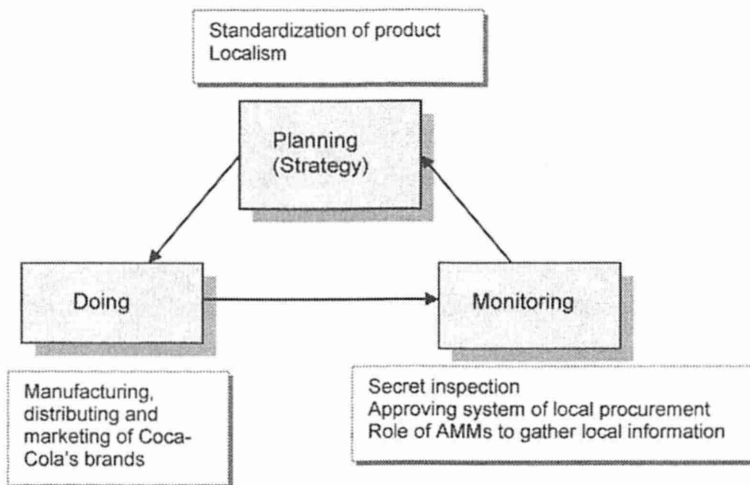 Standardization of product
Localism
Planning
(Strategy)
Doing
Monitoring
Manufacturing,
distributing and
marketing of Coca-
Cola's brands
Secret inspection
Approving system of local procurement
Role of AMMs to gather local information